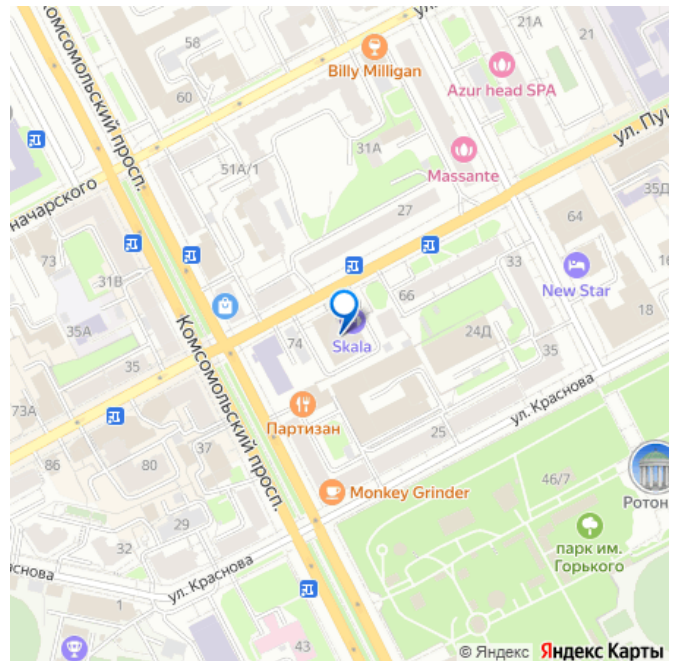 ул.
21А
21
58
Billy Milligan
Azur head SPA
60
Комсомольский просп.
ул. Пуш
31А
51А/1
Massante
35Д
начарского
27
64
73
31В
33
16
New Star
66
18
Комсомольский просп.
74
Skala
24Д
35А
35
35
ул. Краснова
73А
Партизан
25
37
86
80
46/7
Monkey Grinder
Ротон
29
парк им.
Горького
32
снова
ул. Краснова
1
43
© Яндекс Яндекс Карты